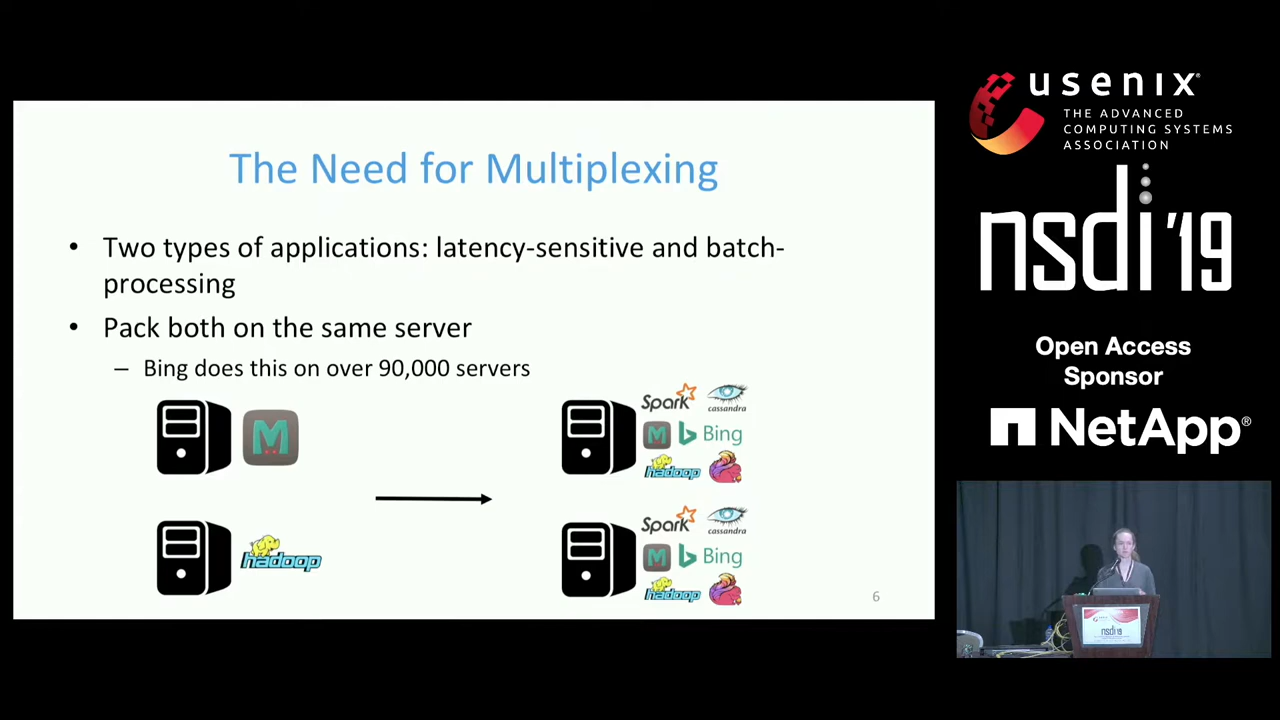 The Need for Multiplexing
• Two types of applications: latency-sensitive and batch-
processing
• Pack both on the same server
– Bing does this on over 90,000 servers
M
hadoop
Spark
cassandra
M
Bing
hadoop
Spark
cassandra
M
Bing
hadoop
6
usenix®
THE ADVANCED
COMPUTING SYSTEMS
ASSOCIATION
nsdi '19
Open Access
Sponsor
NetApp®
nsdi '19